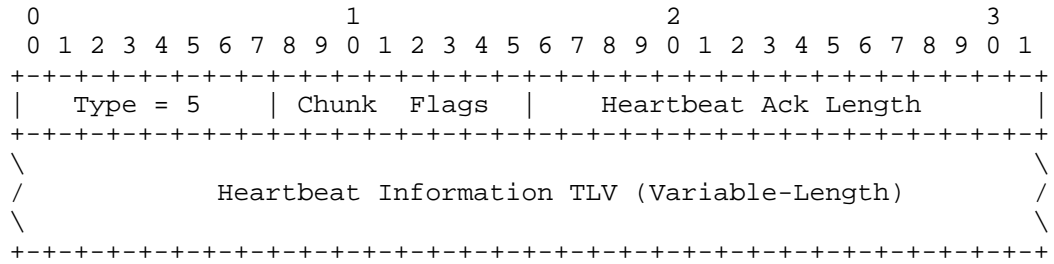 0                   1                   2                   3
 0 1 2 3 4 5 6 7 8 9 0 1 2 3 4 5 6 7 8 9 0 1 2 3 4 5 6 7 8 9 0 1
+-+-+-+-+-+-+-+-+-+-+-+-+-+-+-+-+-+-+-+-+-+-+-+-+-+-+-+-+-+-+-+-+
|   Type = 5    | Chunk  Flags  |    Heartbeat Ack Length       |
+-+-+-+-+-+-+-+-+-+-+-+-+-+-+-+-+-+-+-+-+-+-+-+-+-+-+-+-+-+-+-+-+
\                                                               \
/            Heartbeat Information TLV (Variable-Length)        /
\                                                               \
+-+-+-+-+-+-+-+-+-+-+-+-+-+-+-+-+-+-+-+-+-+-+-+-+-+-+-+-+-+-+-+-+